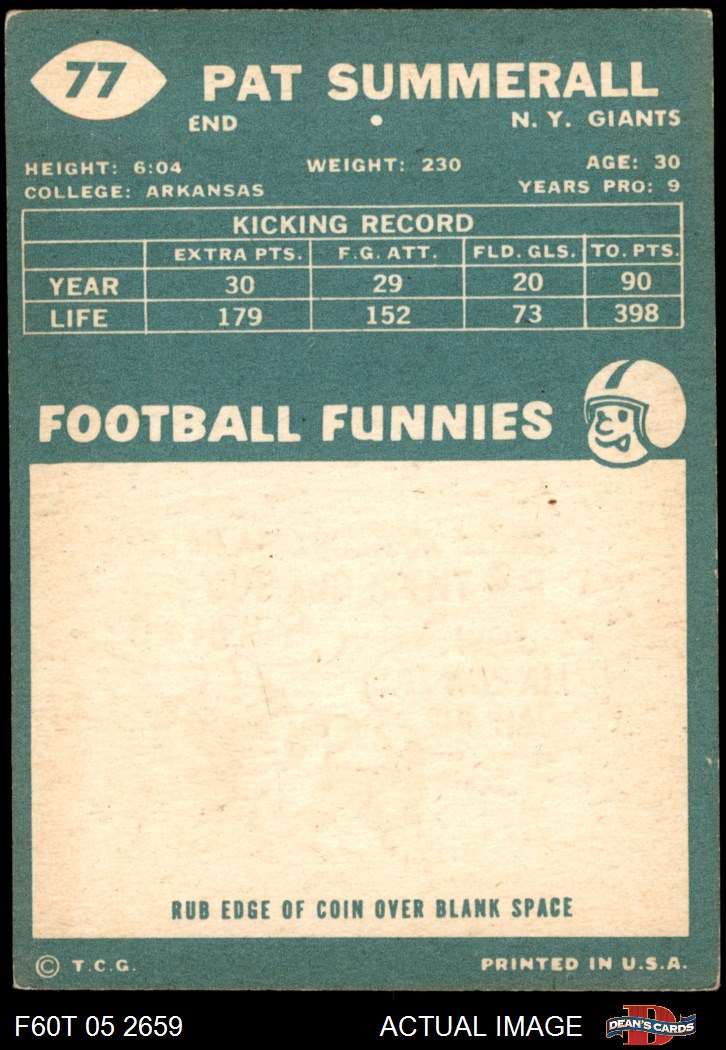 77
PAT SUMMERALL
END • N. Y. GIANTS
HEIGHT: 6:04 WEIGHT: 230 AGE: 30
COLLEGE: ARKANSAS YEARS PRO: 9
KICKING RECORD
EXTRA PTS. F.G. ATT. FLD. GLS. TO. PTS.
YEAR 30 29 20 90
LIFE 179 152 73 398
FOOTBALL FUNNIES
RUB EDGE OF COIN OVER BLANK SPACE
© T.C.G. PRINTED IN U.S.A.
F60T 05 2659 ACTUAL IMAGE D DEAN'S CARDS